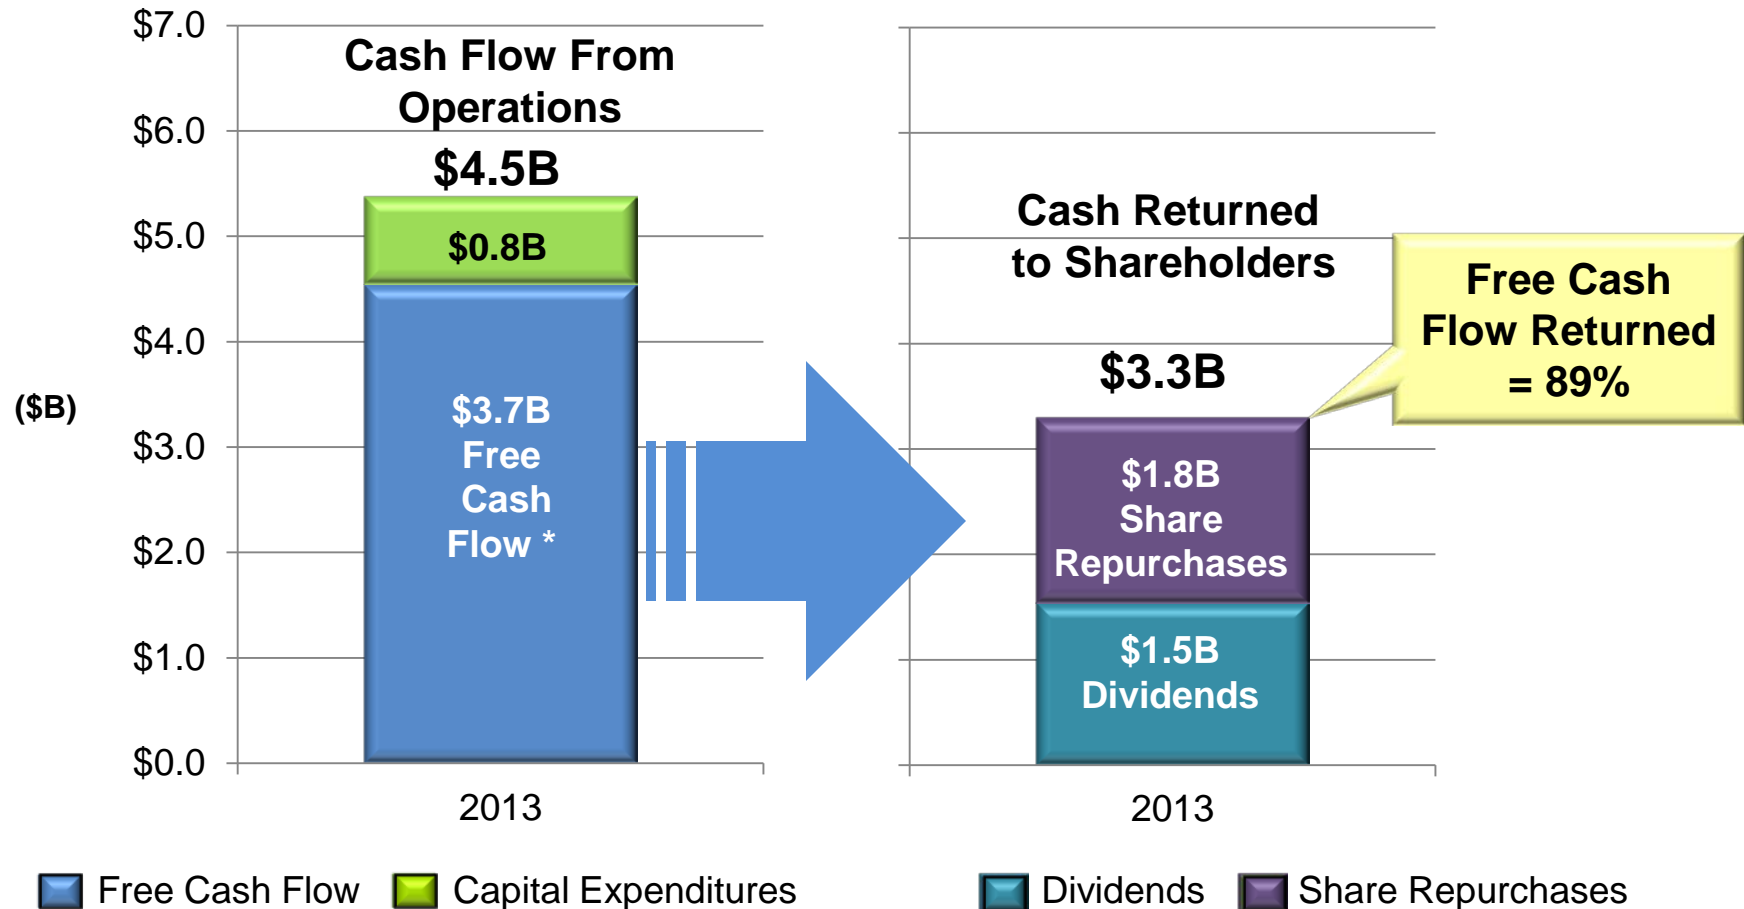 $7.0
$6.0
$5.0
$4.0
$3.0
$2.0
$1.0
$0.0
($B)
Cash Flow From
Operations
$4.5B
$0.8B
$3.7B
Free
Cash
Flow *
2013
Cash Returned
to Shareholders
$3.3B
$1.8B
Share
Repurchases
$1.5B
Dividends
2013
Free Cash
Flow Returned
= 89%
Free Cash Flow
Capital Expenditures
Dividends
Share Repurchases